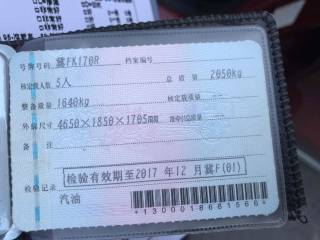 号牌号码 冀FK170R 档案编号
核定载人数 5人 总质量 2050kg
整备质量 1640kg 核定载质量
外廓尺寸 4650×1850×1705mm 准牵引总质量
备注
检验有效期至2017 年12 月冀F(01)
检验记录
汽油
*1300018681566*